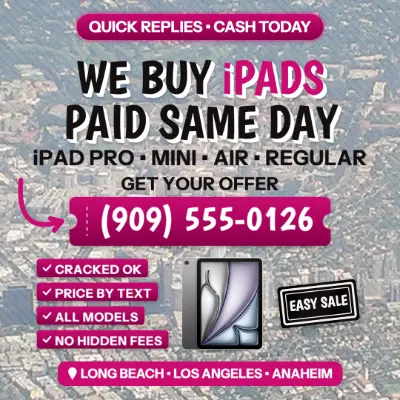 QUICK REPLIES • CASH TODAY
WE BUY iPADS
PAID SAME DAY
iPAD PRO • MINI • AIR • REGULAR
GET YOUR OFFER
(909) 555-0126
CRACKED OK
PRICE BY TEXT
ALL MODELS
NO HIDDEN FEES
EASY SALE
LONG BEACH • LOS ANGELES • ANAHEIM